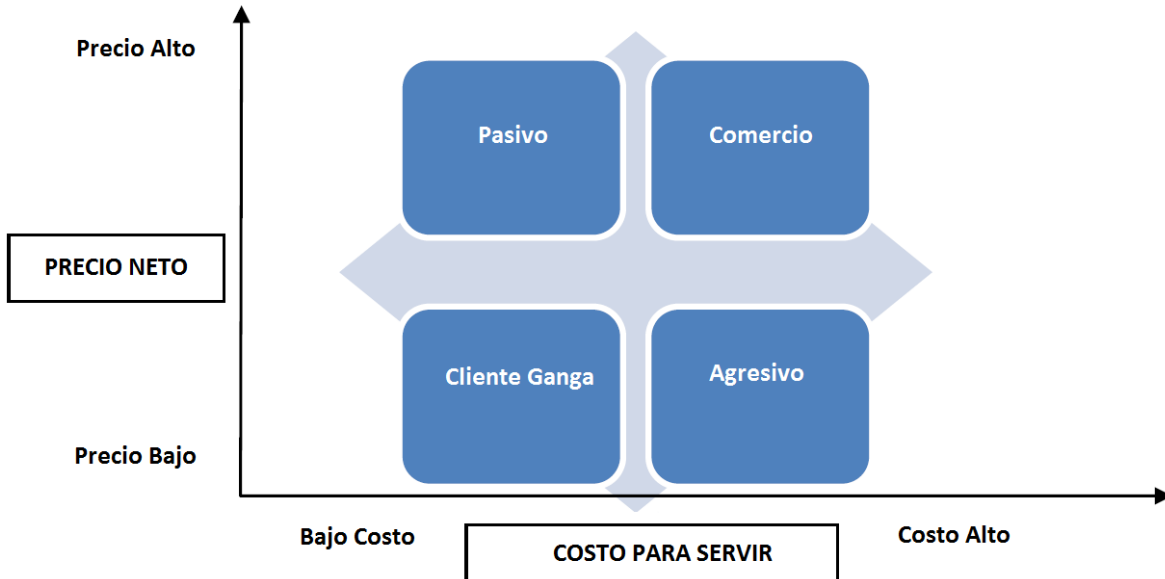 Precio Alto
Pasivo
Comercio
PRECIO NETO
Cliente Ganga
Agresivo
Precio Bajo
Bajo Costo
COSTO PARA SERVIR
Costo Alto